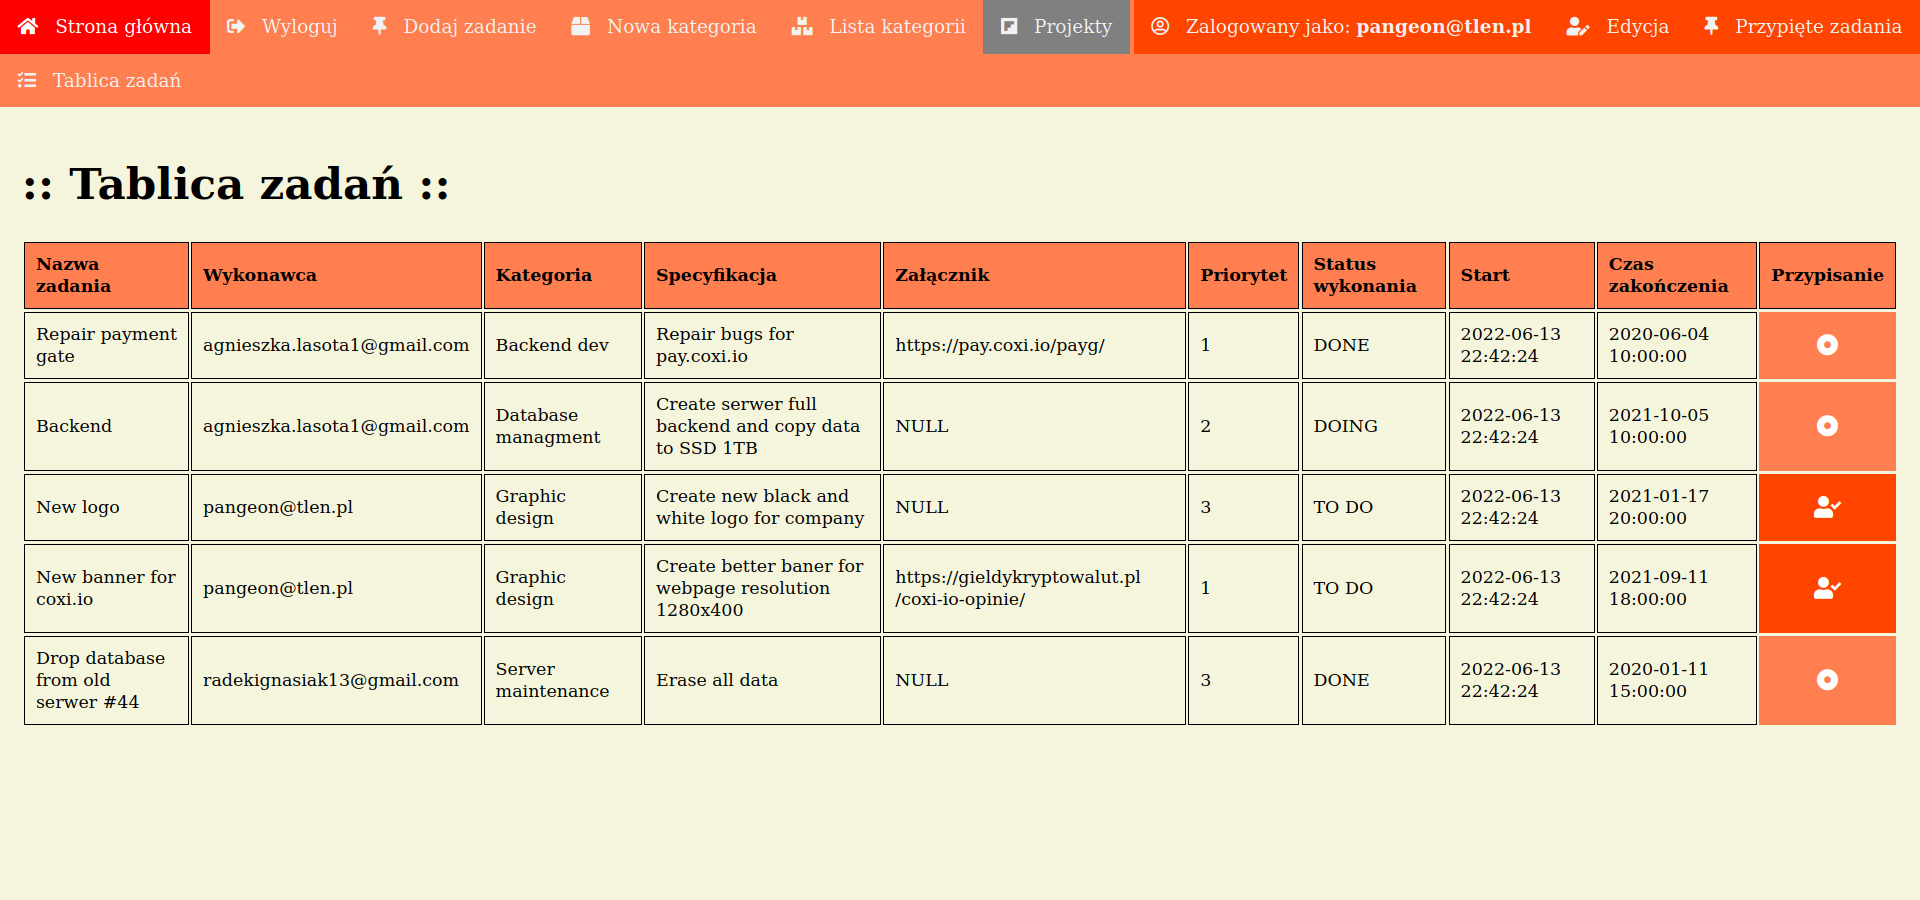 Strona główna Wyloguj Dodaj zadanie Nowa kategoria Lista kategorii Projekty Zalogowany jako: pangeon@tlen.pl Edycja Przypięte zadania
Tablica zadań
:: Tablica zadań ::
Nazwa zadania Wykonawca Kategoria Specyfikacja Załącznik Priorytet Status wykonania Start Czas zakończenia Przypisanie
Repair payment gate agnieszka.lasota1@gmail.com Backend dev Repair bugs for pay.coxi.io https://pay.coxi.io/payg/ 1 DONE 2022-06-13 22:42:24 2020-06-04 10:00:00
Backend agnieszka.lasota1@gmail.com Database managment Create serwer full backend and copy data to SSD 1TB NULL 2 DOING 2022-06-13 22:42:24 2021-10-05 10:00:00
New logo pangeon@tlen.pl Graphic design Create new black and white logo for company NULL 3 TO DO 2022-06-13 22:42:24 2021-01-17 20:00:00
New banner for coxi.io pangeon@tlen.pl Graphic design Create better baner for webpage resolution 1280x400 https://gieldykryptowalut.pl/coxi-io-opinie/ 1 TO DO 2022-06-13 22:42:24 2021-09-11 18:00:00
Drop database from old serwer #44 radekignasiak13@gmail.com Server maintenance Erase all data NULL 3 DONE 2022-06-13 22:42:24 2020-01-11 15:00:00